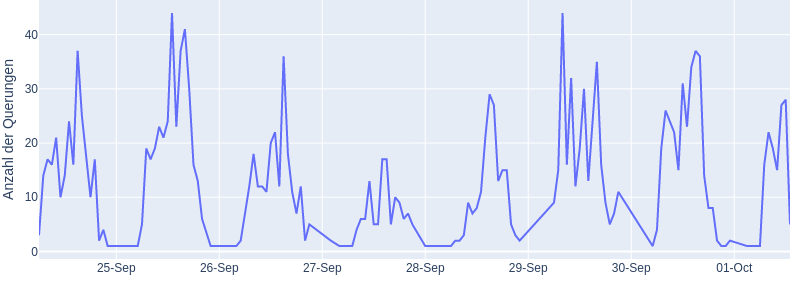 Anzahl der Querungen
40
30
20
10
0
25-Sep
26-Sep
27-Sep
28-Sep
29-Sep
30-Sep
01-Oct